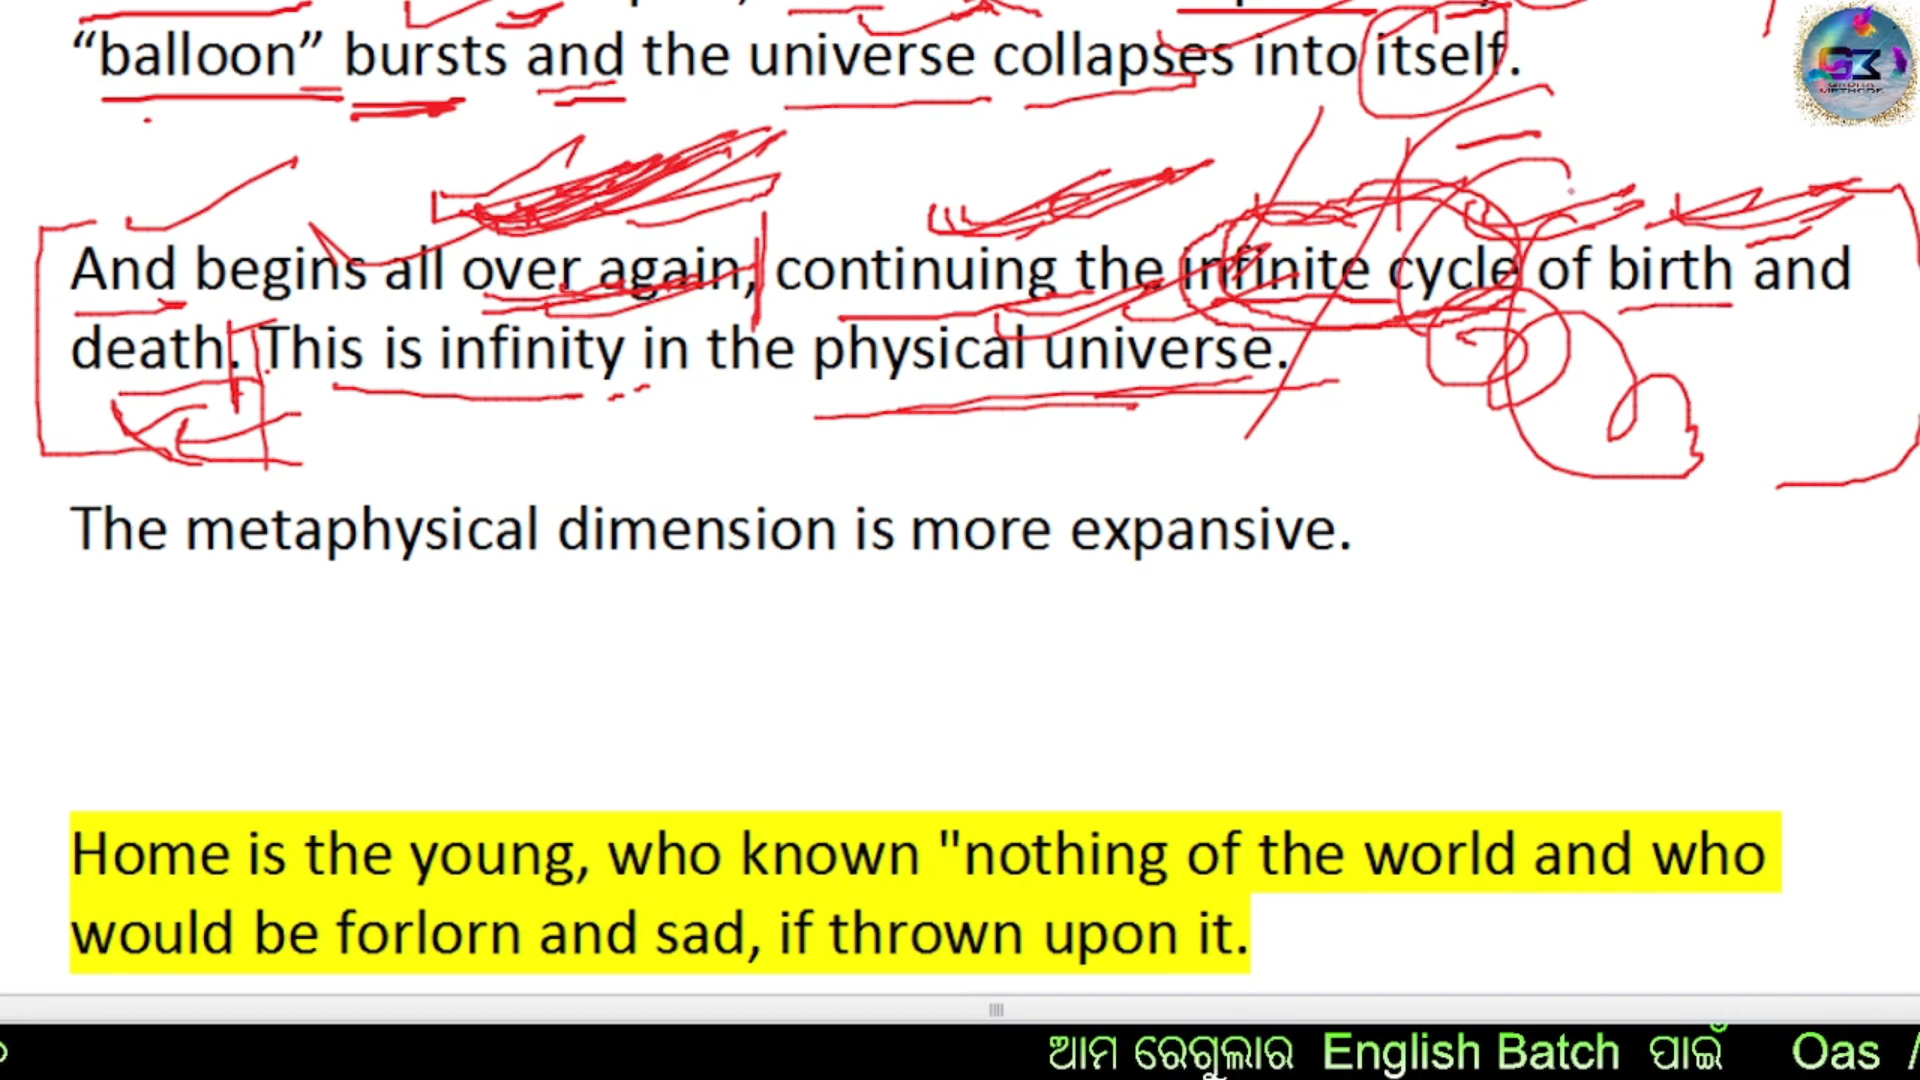 “balloon” bursts and the universe collapses into itself.
And begins all over again, continuing the infinite cycle of birth and
death. This is infinity in the physical universe.
The metaphysical dimension is more expansive.
Home is the young, who known "nothing of the world and who
would be forlorn and sad, if thrown upon it.
ଆମ ରେଗୁଲାର English Batch ପାଇଁ Oas /